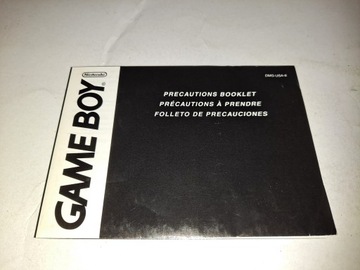 Nintendo
GAME BOY
DMG-USA-6
PRECAUTIONS BOOKLET
PRÉCAUTIONS À PRENDRE
FOLLETO DE PRECAUCIONES